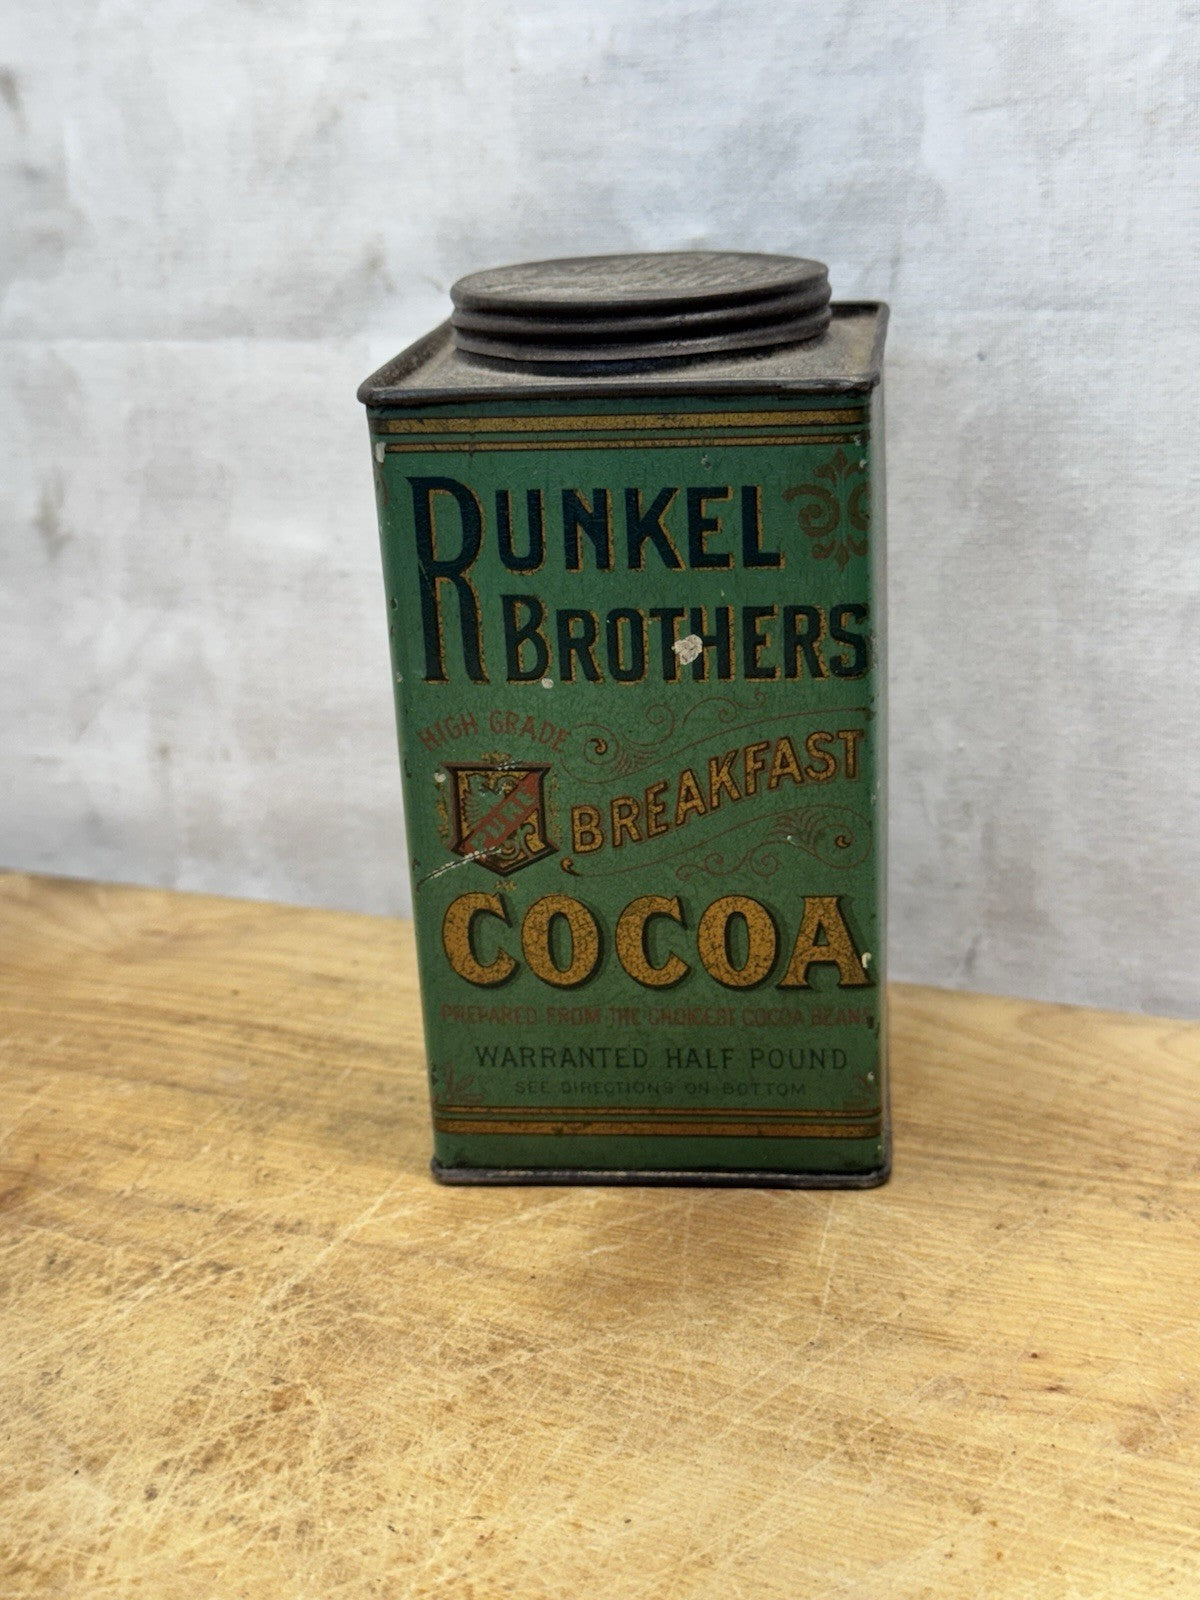 RUNKEL
BROTHERS
HIGH GRADE
PURE
BREAKFAST
COCOA
PREPARED FROM THE CHOICEST COCOA BEANS
WARRANTED HALF POUND
SEE DIRECTIONS ON BOTTOM